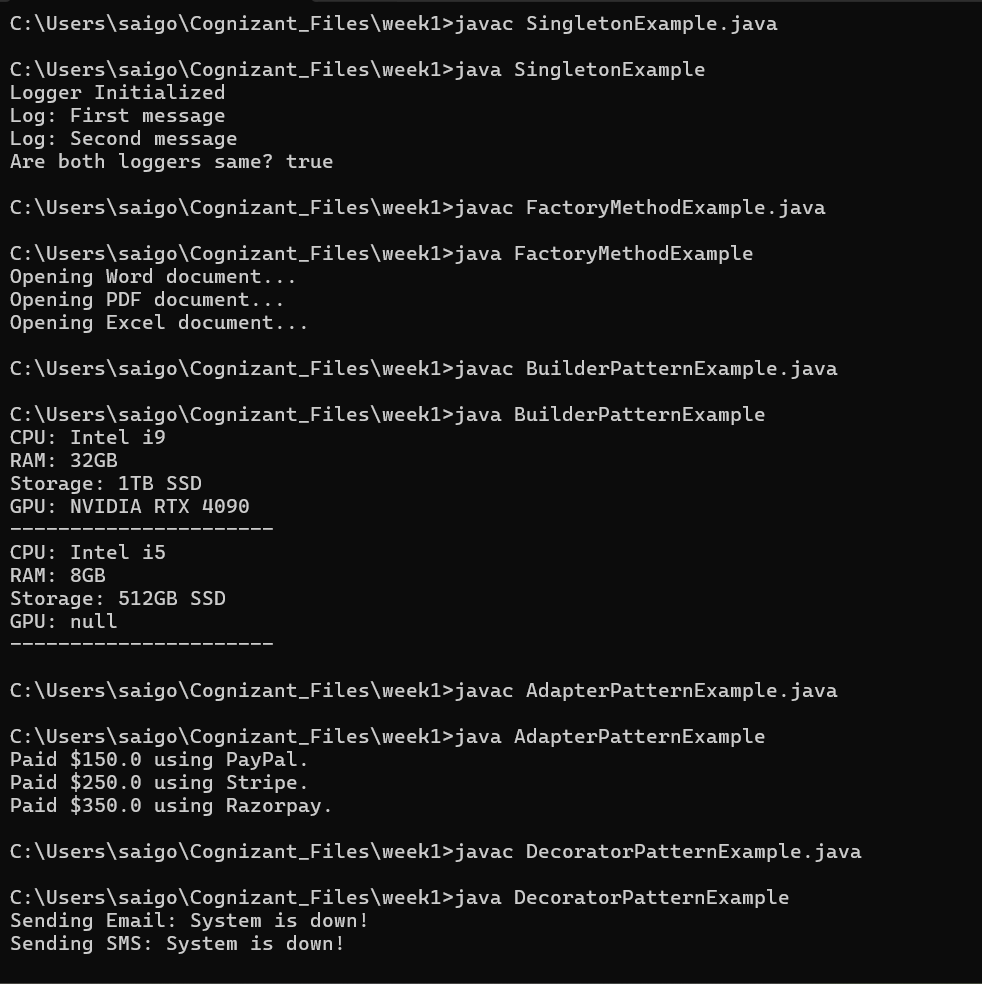 C:\Users\saigo\Cognizant_Files\week1>javac SingletonExample.java
C:\Users\saigo\Cognizant_Files\week1>java SingletonExample
Logger Initialized
Log: First message
Log: Second message
Are both loggers same? true
C:\Users\saigo\Cognizant_Files\week1>javac FactoryMethodExample.java
C:\Users\saigo\Cognizant_Files\week1>java FactoryMethodExample
Opening Word document...
Opening PDF document...
Opening Excel document...
C:\Users\saigo\Cognizant_Files\week1>javac BuilderPatternExample.java
C:\Users\saigo\Cognizant_Files\week1>java BuilderPatternExample
CPU: Intel i9
RAM: 32GB
Storage: 1TB SSD
GPU: NVIDIA RTX 4090
----------------------
CPU: Intel i5
RAM: 8GB
Storage: 512GB SSD
GPU: null
----------------------
C:\Users\saigo\Cognizant_Files\week1>javac AdapterPatternExample.java
C:\Users\saigo\Cognizant_Files\week1>java AdapterPatternExample
Paid $150.0 using PayPal.
Paid $250.0 using Stripe.
Paid $350.0 using Razorpay.
C:\Users\saigo\Cognizant_Files\week1>javac DecoratorPatternExample.java
C:\Users\saigo\Cognizant_Files\week1>java DecoratorPatternExample
Sending Email: System is down!
Sending SMS: System is down!